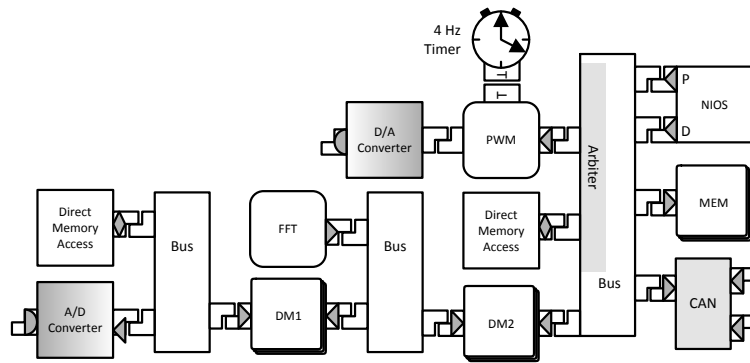 4 Hz
Timer
D/A
Converter
PWM
Arbiter
P
NIOS
D
Direct
Memory
Access
Bus
FFT
Bus
Direct
Memory
Access
MEM
Bus
A/D
Converter
DM1
DM2
CAN